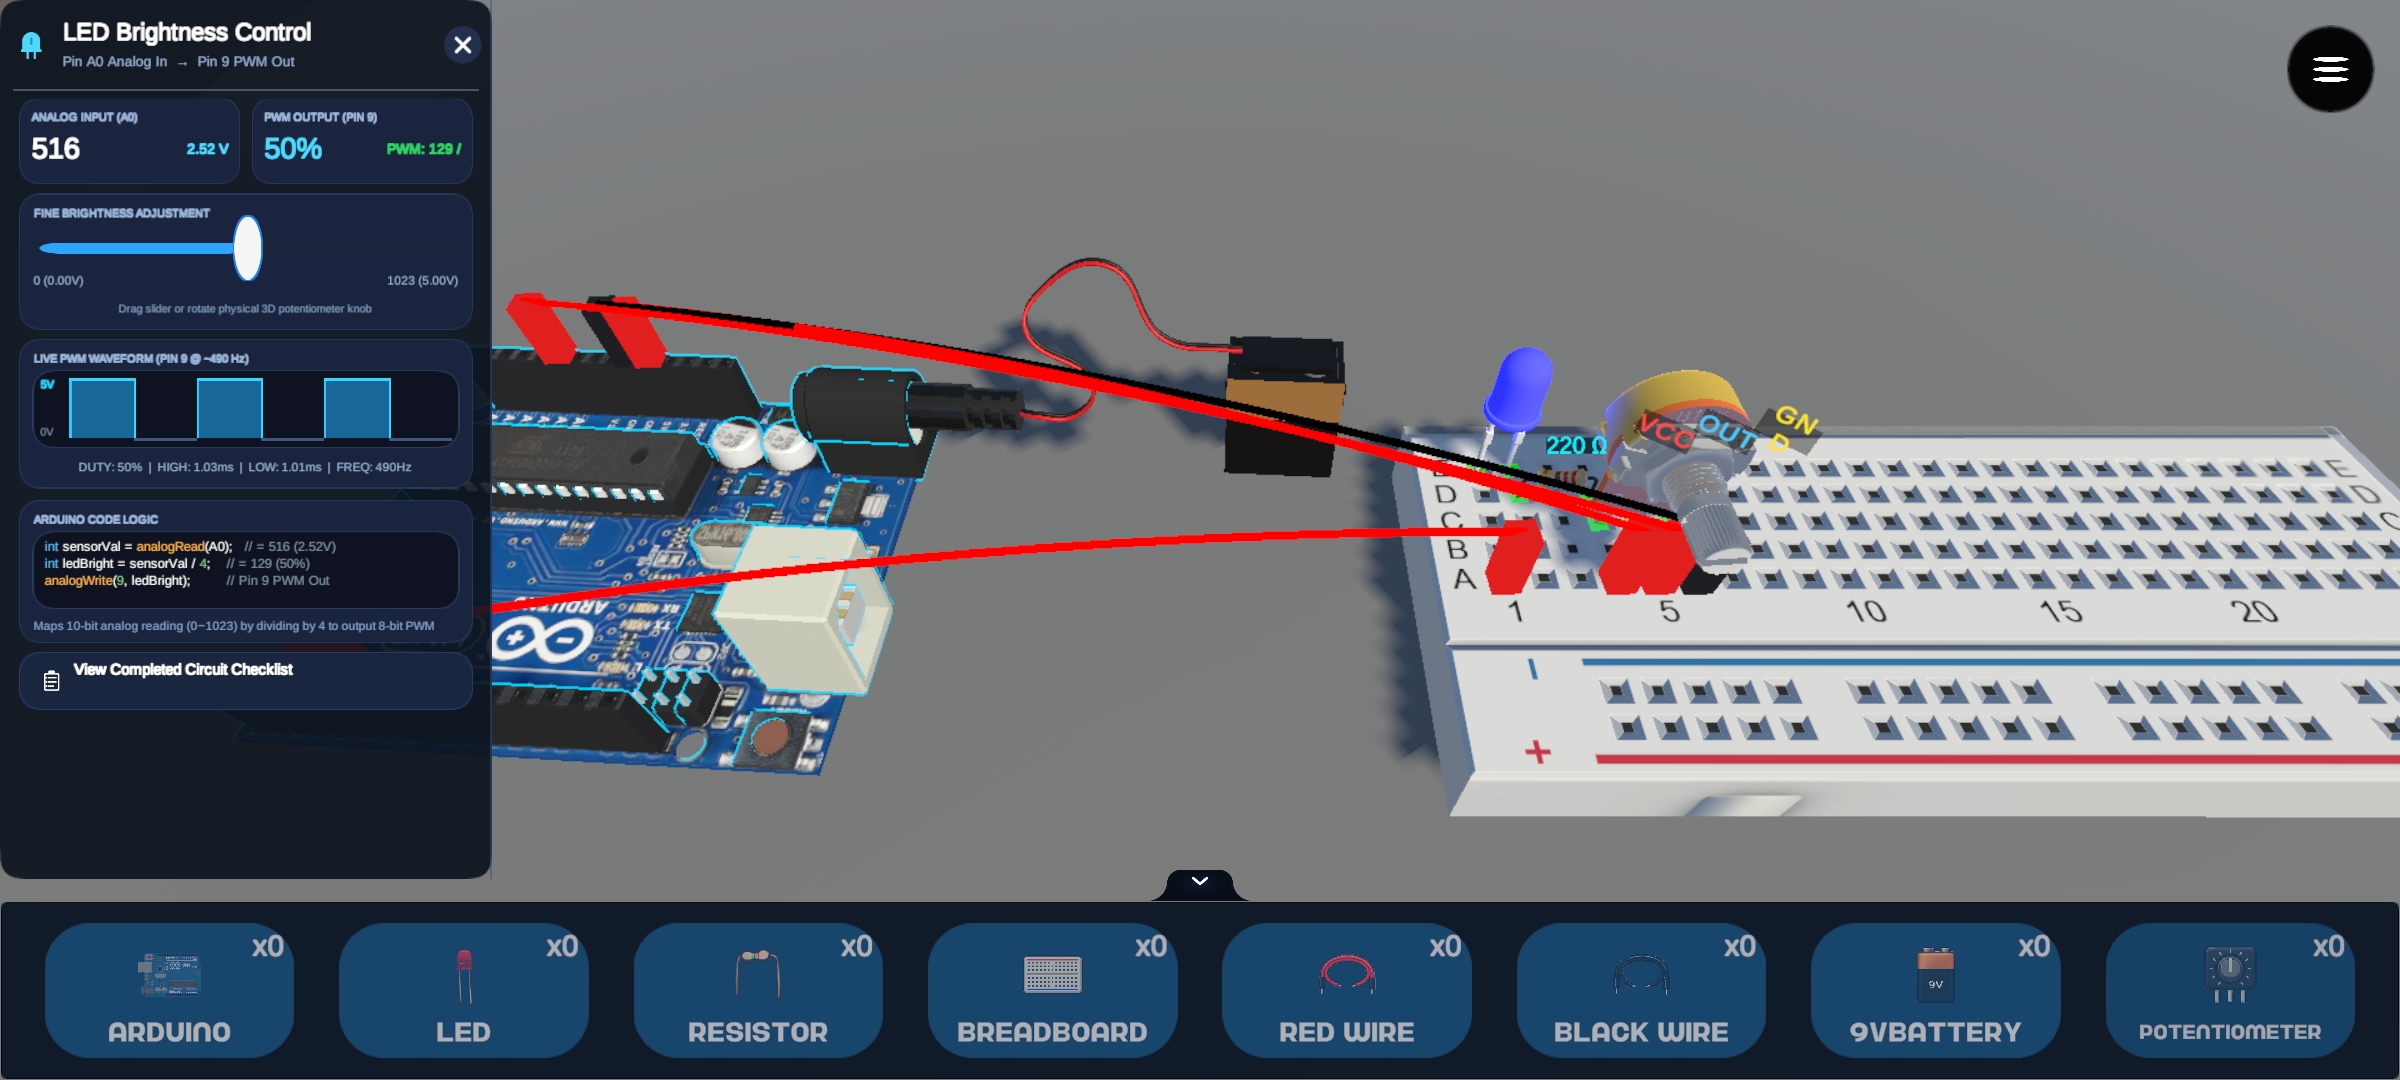 LED Brightness Control
Pin A0 Analog In → Pin 9 PWM Out
ANALOG INPUT (A0)
516
2.52 V
PWM OUTPUT (PIN 9)
50%
PWM: 129 /
FINE BRIGHTNESS ADJUSTMENT
0 (0.00V)
1023 (5.00V)
Drag slider or rotate physical 3D potentiometer knob
LIVE PWM WAVEFORM (PIN 9 @ ~490 Hz)
5V
0V
DUTY: 50% | HIGH: 1.03ms | LOW: 1.01ms | FREQ: 490Hz
ARDUINO CODE LOGIC
int sensorVal = analogRead(A0); // = 516 (2.52V)
int ledBright = sensorVal / 4; // = 129 (50%)
analogWrite(9, ledBright); // Pin 9 PWM Out
Maps 10-bit analog reading (0–1023) by dividing by 4 to output 8-bit PWM
View Completed Circuit Checklist
220 Ω
VCC
OUT
GN
D
E
D
C
B
A
E
D
C
1
5
10
15
20
ARDUINO
TX
RX
x0
ARDUINO
x0
LED
x0
RESISTOR
x0
BREADBOARD
x0
RED WIRE
x0
BLACK WIRE
x0
9V
9VBATTERY
x0
POTENTIOMETER